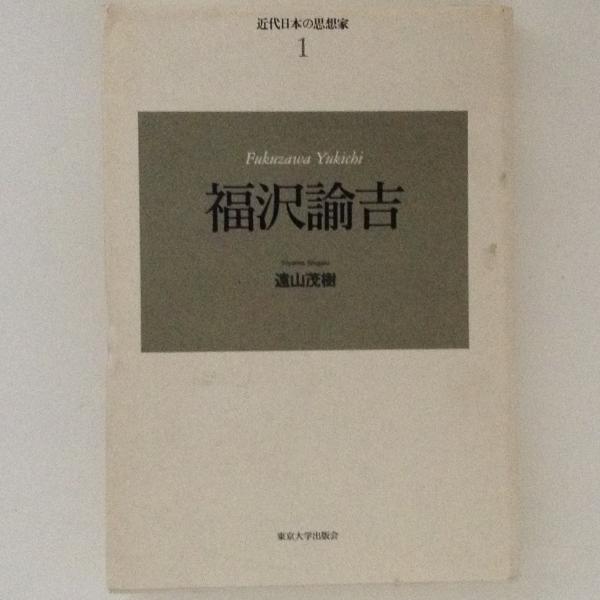 近代日本の思想家
1
Fukuzawa Yukichi
福沢諭吉
Toyama Shigeki
遠山茂樹
東京大学出版会